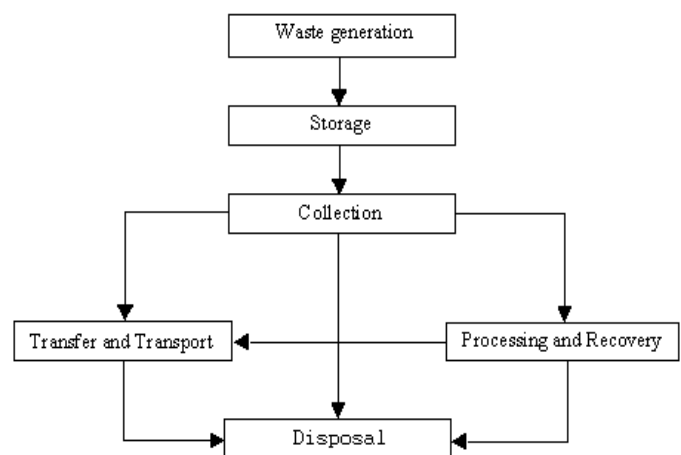 Waste generation
Storage
Collection
Transfer and Transport
Processing and Recovery
Disposal